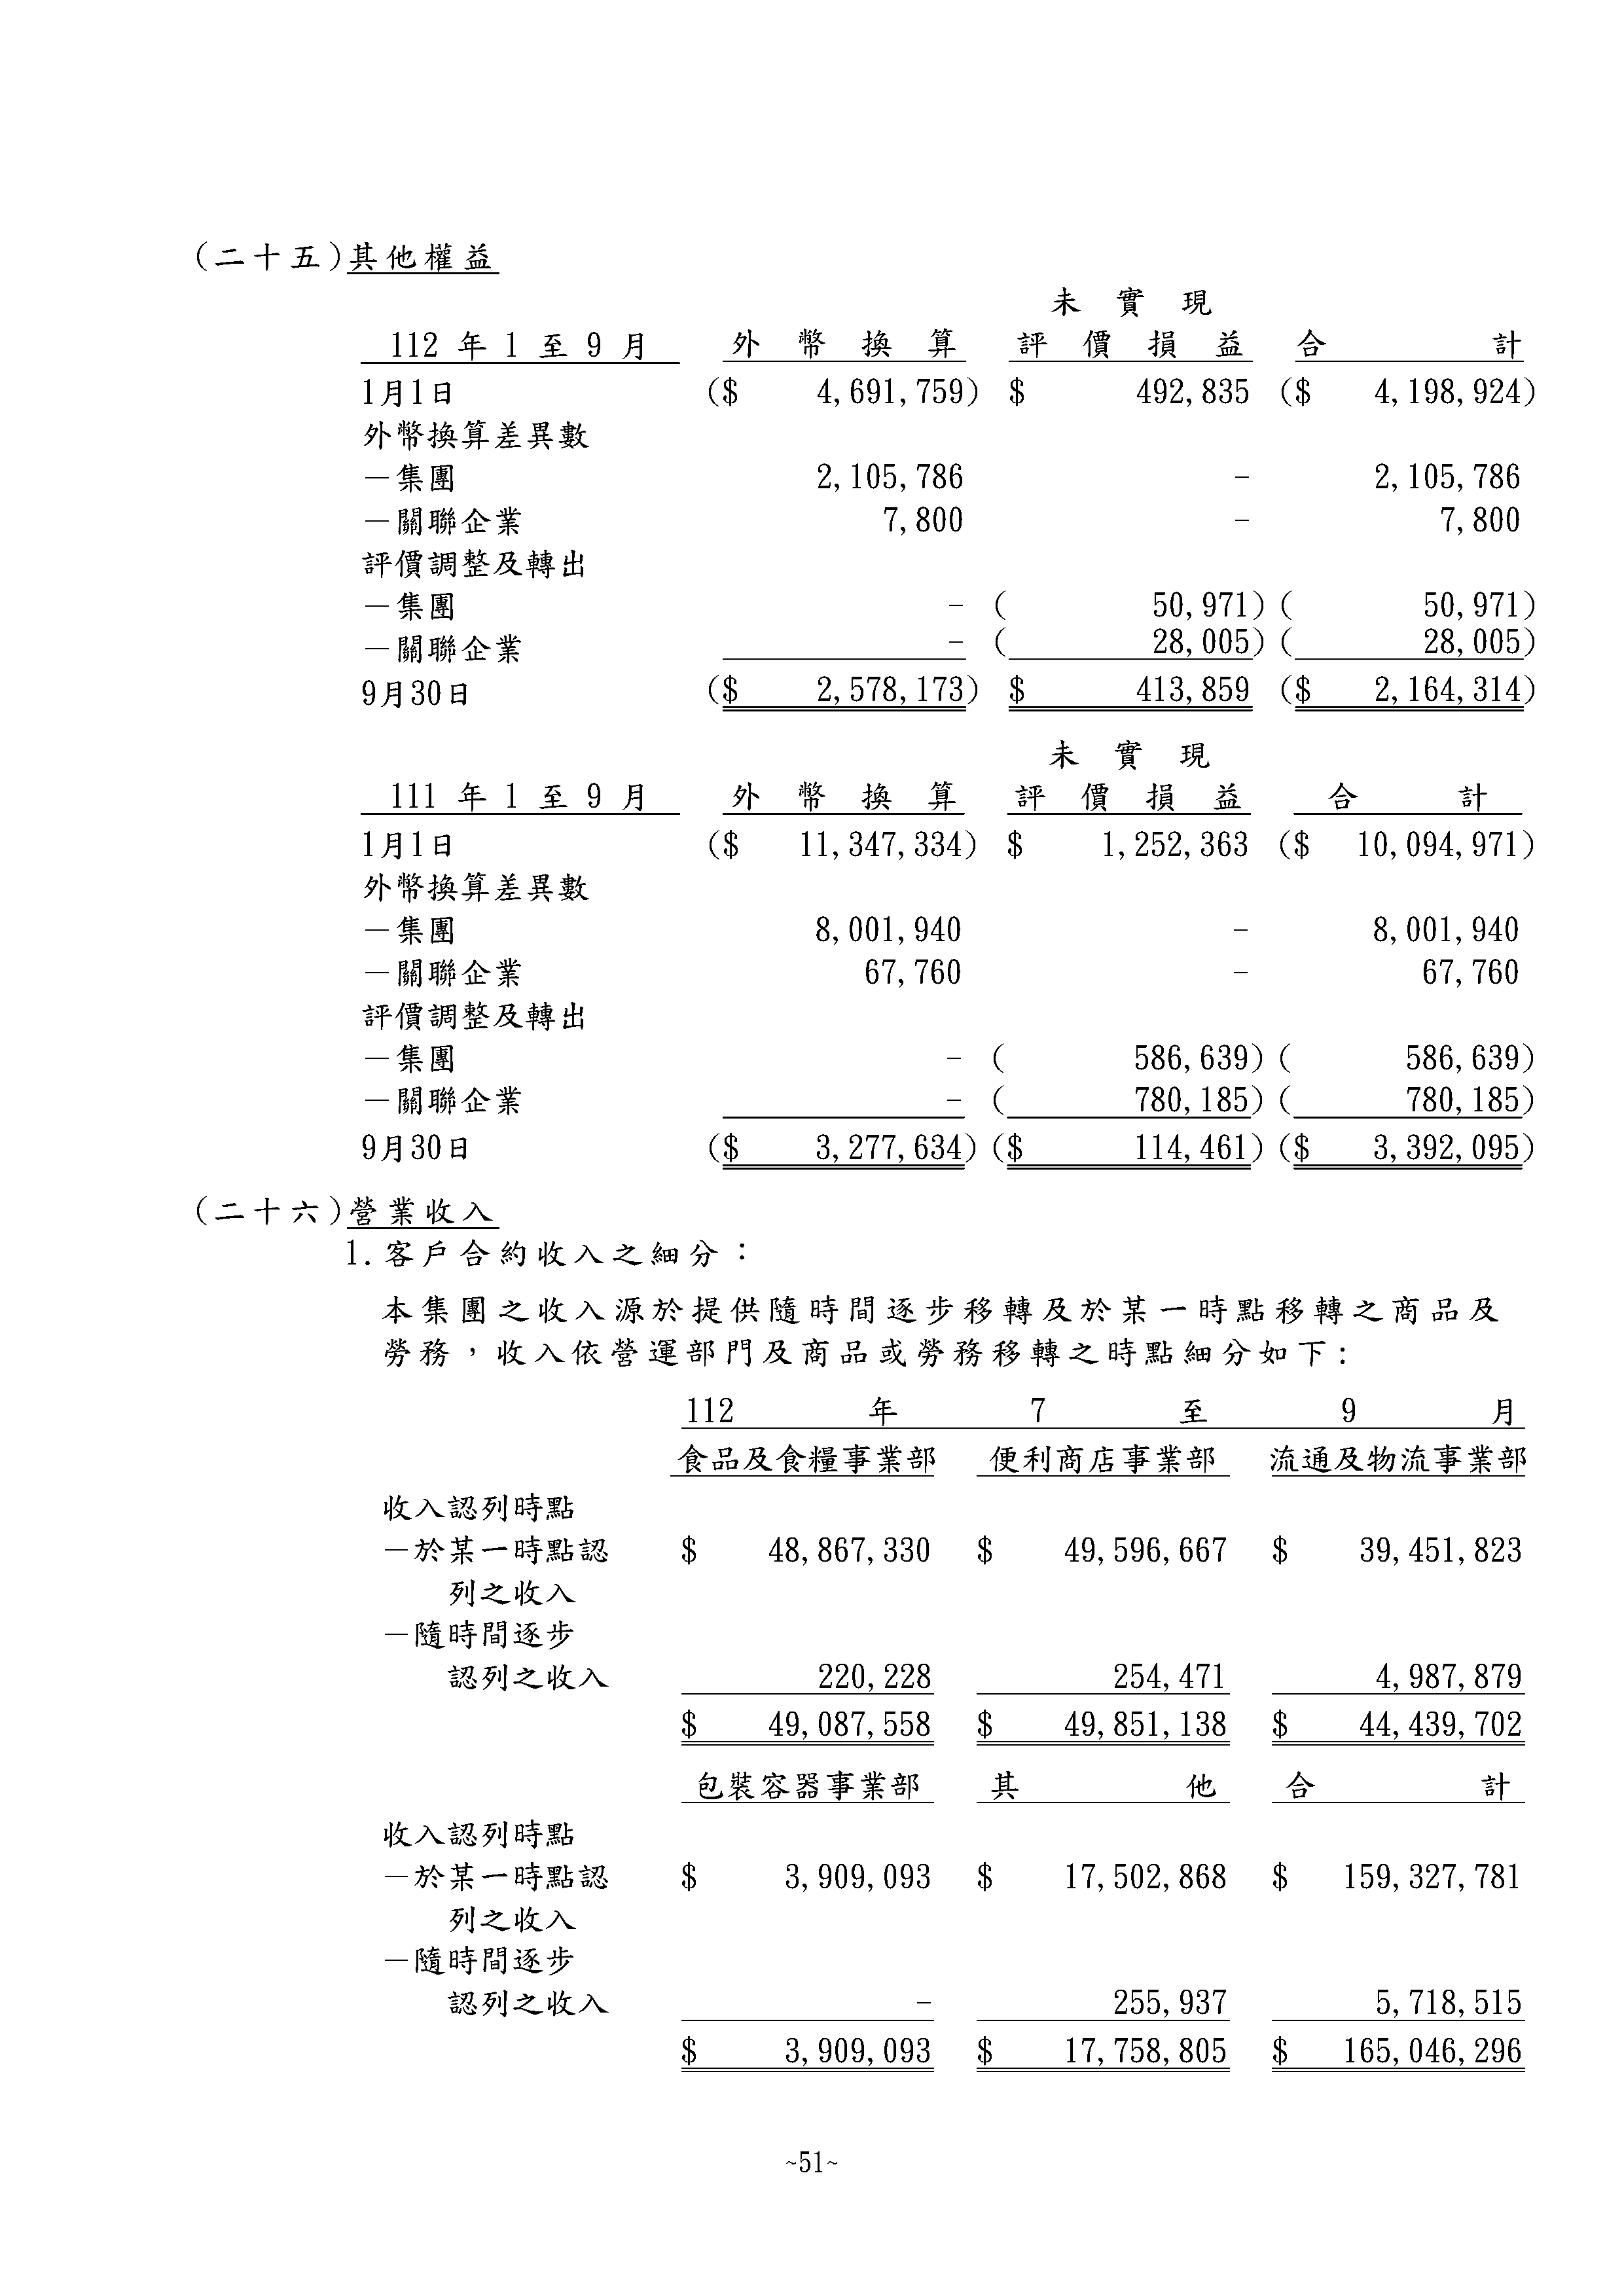 (二十五)其他權益
未 實 現
112 年 1 至 9 月 外 幣 換 算 評 價 損 益 合 計
1月1日 ($ 4,691,759) $ 492,835 ($ 4,198,924)
外幣換算差異數
－集團 2,105,786 - 2,105,786
－關聯企業 7,800 - 7,800
評價調整及轉出
－集團 - ( 50,971) ( 50,971)
－關聯企業 - ( 28,005) ( 28,005)
9月30日 ($ 2,578,173) $ 413,859 ($ 2,164,314)
未 實 現
111 年 1 至 9 月 外 幣 換 算 評 價 損 益 合 計
1月1日 ($ 11,347,334) $ 1,252,363 ($ 10,094,971)
外幣換算差異數
－集團 8,001,940 - 8,001,940
－關聯企業 67,760 - 67,760
評價調整及轉出
－集團 - ( 586,639) ( 586,639)
－關聯企業 - ( 780,185) ( 780,185)
9月30日 ($ 3,277,634) ($ 114,461) ($ 3,392,095)
(二十六)營業收入
1.客戶合約收入之細分：
本集團之收入源於提供隨時間逐步移轉及於某一時點移轉之商品及
勞務，收入依營運部門及商品或勞務移轉之時點細分如下:
112 年 7 至 9 月
食品及食糧事業部 便利商店事業部 流通及物流事業部
收入認列時點
－於某一時點認 $ 48,867,330 $ 49,596,667 $ 39,451,823
列之收入
－隨時間逐步
認列之收入 220,228 254,471 4,987,879
$ 49,087,558 $ 49,851,138 $ 44,439,702
包裝容器事業部 其 他 合 計
收入認列時點
－於某一時點認 $ 3,909,093 $ 17,502,868 $ 159,327,781
列之收入
－隨時間逐步
認列之收入 - 255,937 5,718,515
$ 3,909,093 $ 17,758,805 $ 165,046,296
~51~